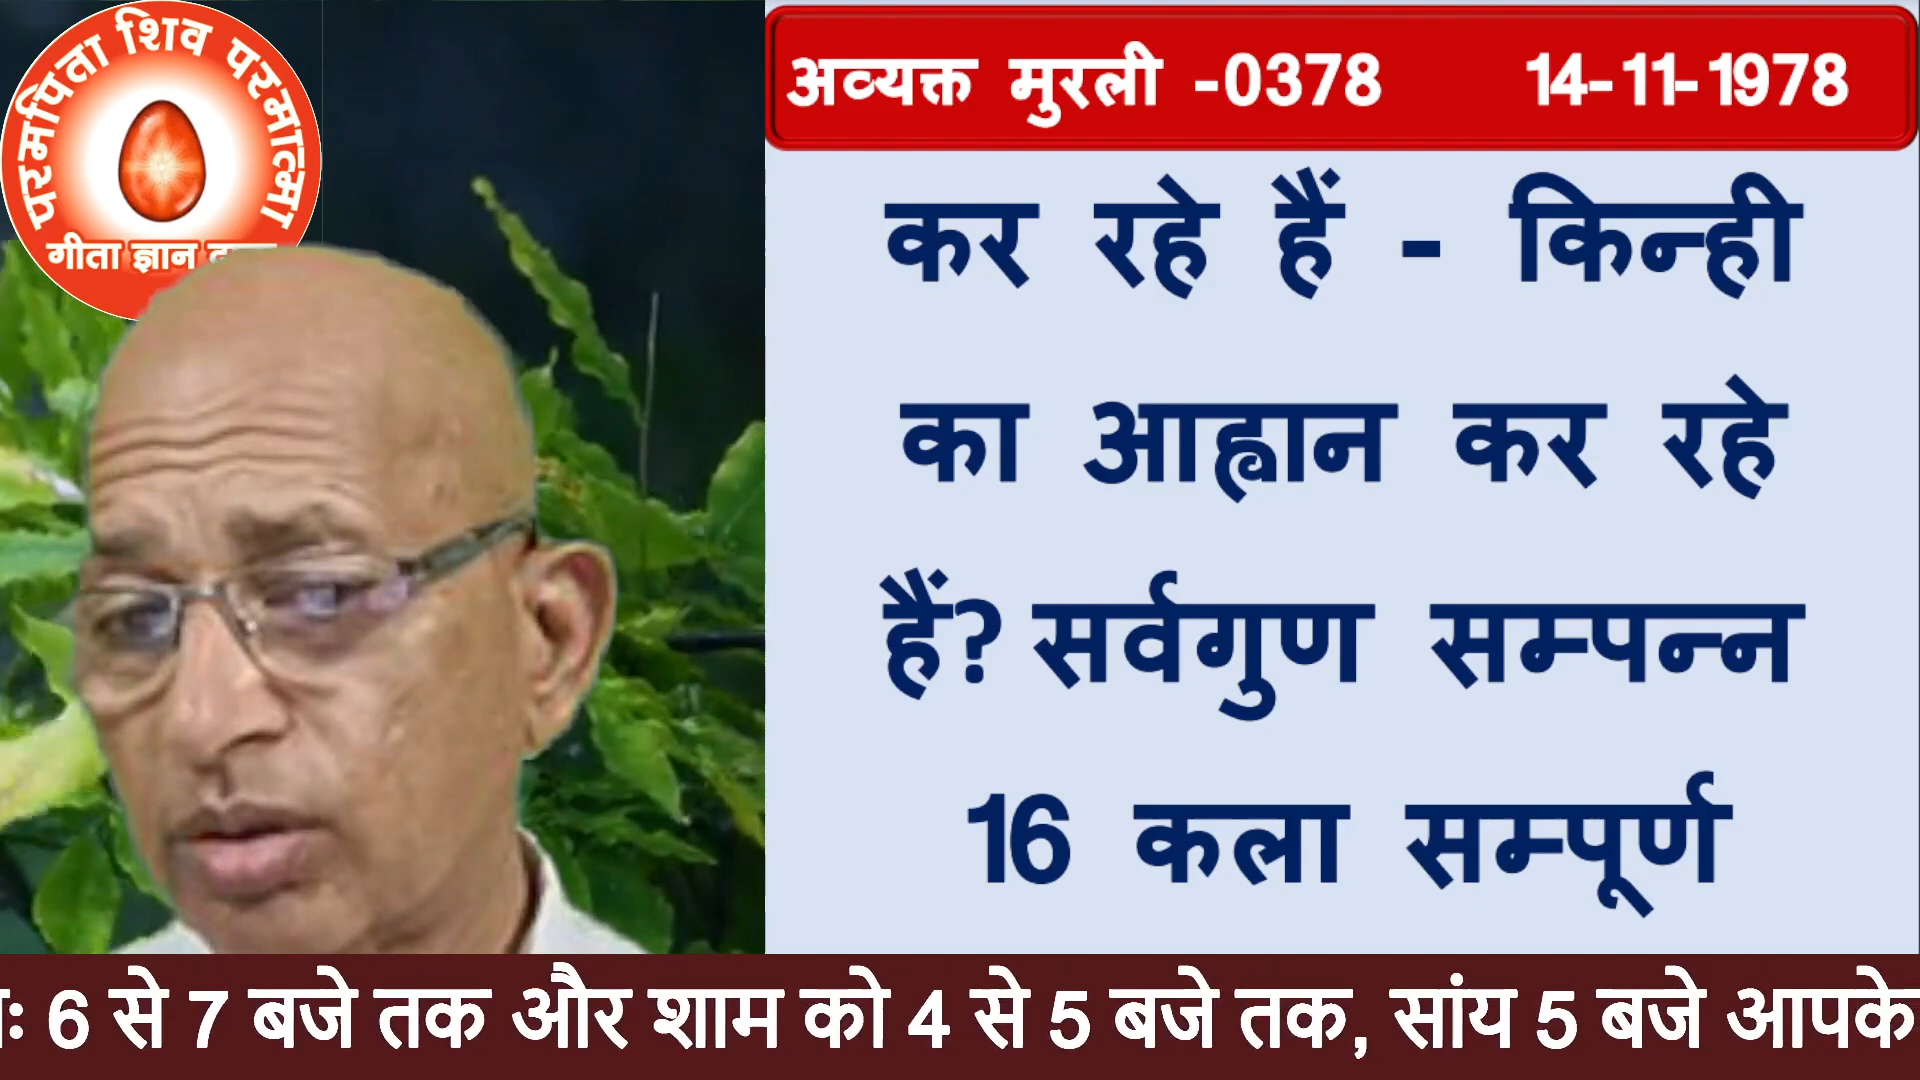 परमपिता शिव परमात्मा
गीता ज्ञान
अव्यक्त मुरली -0378 14-11-1978
कर रहे हैं - किन्ही
का आह्वान कर रहे
हैं? सर्वगुण सम्पन्न
16 कला सम्पूर्ण
6 से 7 बजे तक और शाम को 4 से 5 बजे तक, सांय 5 बजे आपके